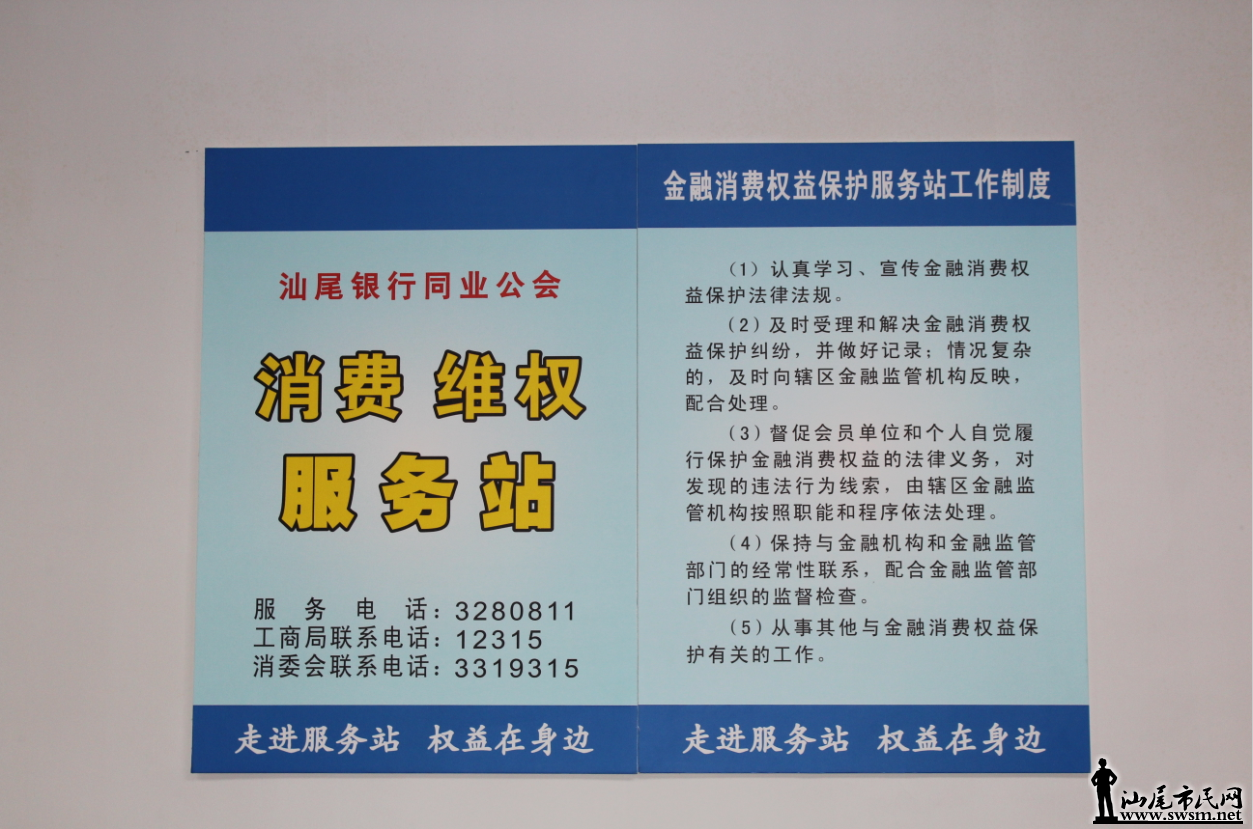 汕尾银行同业公会
消费 维权
服务站
服务电话：3280811
工商局联系电话：12315
消委会联系电话：3319315
走进服务站 权益在身边
金融消费权益保护服务站工作制度
（1）认真学习、宣传金融消费权
益保护法律法规。
（2）及时受理和解决金融消费权
益保护纠纷，并做好记录；情况复杂
的，及时向辖区金融监管机构反映，
配合处理。
（3）督促会员单位和个人自觉履
行保护金融消费权益的法律义务，对
发现的违法行为线索，由辖区金融监
管机构按照职能和程序依法处理。
（4）保持与金融机构和金融监管
部门的经常性联系，配合金融监管部
门组织的监督检查。
（5）从事其他与金融消费权益保
护有关的工作。
走进服务站 权益在身边
汕尾市民网
www.swsm.net